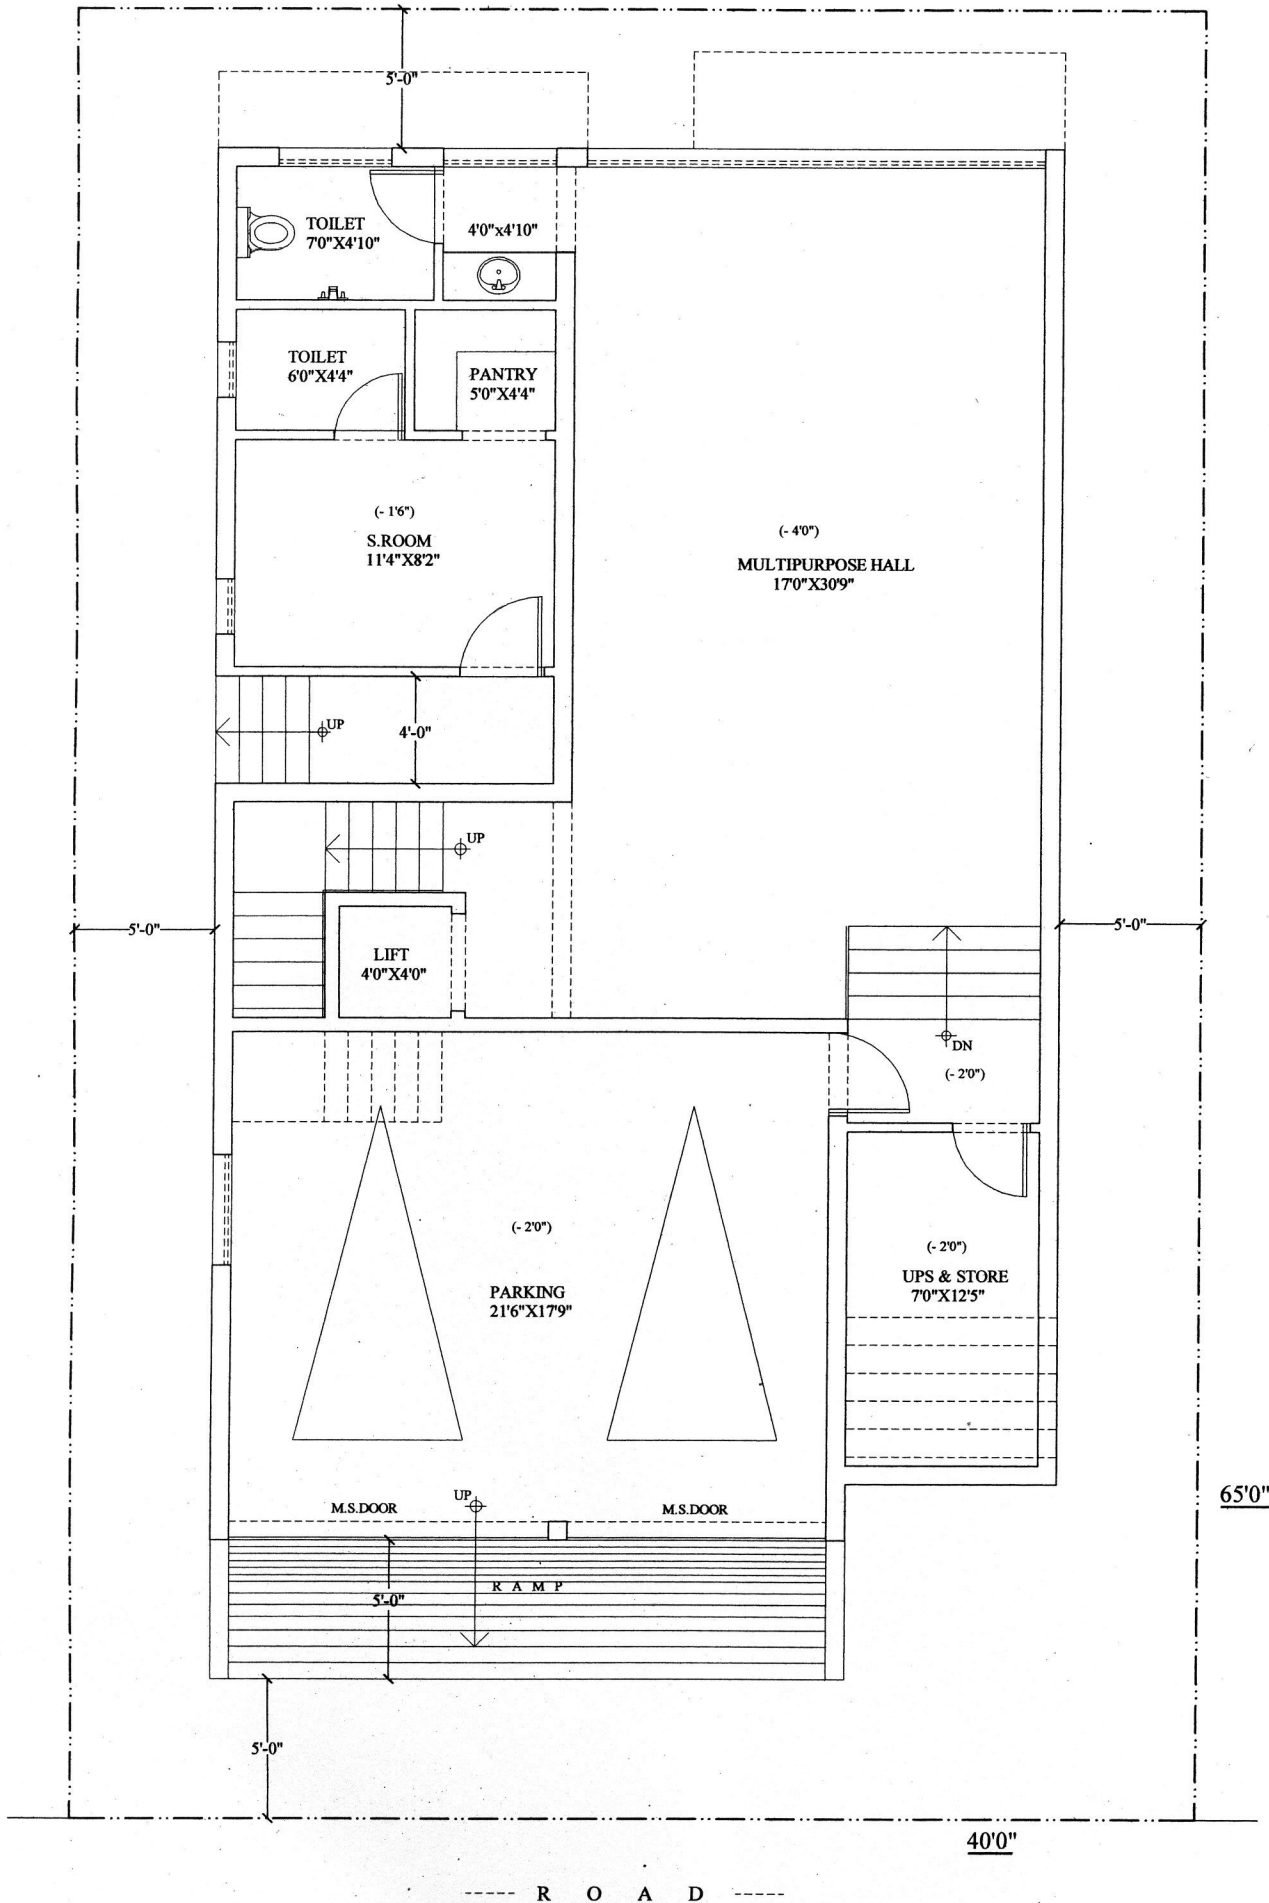 5'-0"
TOILET
7'0"X4'10"
4'0"x4'10"
TOILET
6'0"X4'4"
PANTRY
5'0"X4'4"
(- 1'6")
S.ROOM
11'4"X8'2"
(- 4'0")
MULTIPURPOSE HALL
17'0"X30'9"
UP
4'-0"
UP
5'-0"
5'-0"
LIFT
4'0"X4'0"
DN
(- 2'0")
(- 2'0")
PARKING
21'6"X17'9"
(- 2'0")
UPS & STORE
7'0"X12'5"
UP
M.S.DOOR
M.S.DOOR
65'0"
R A M P
5'-0"
5'-0"
40'0"
R O A D